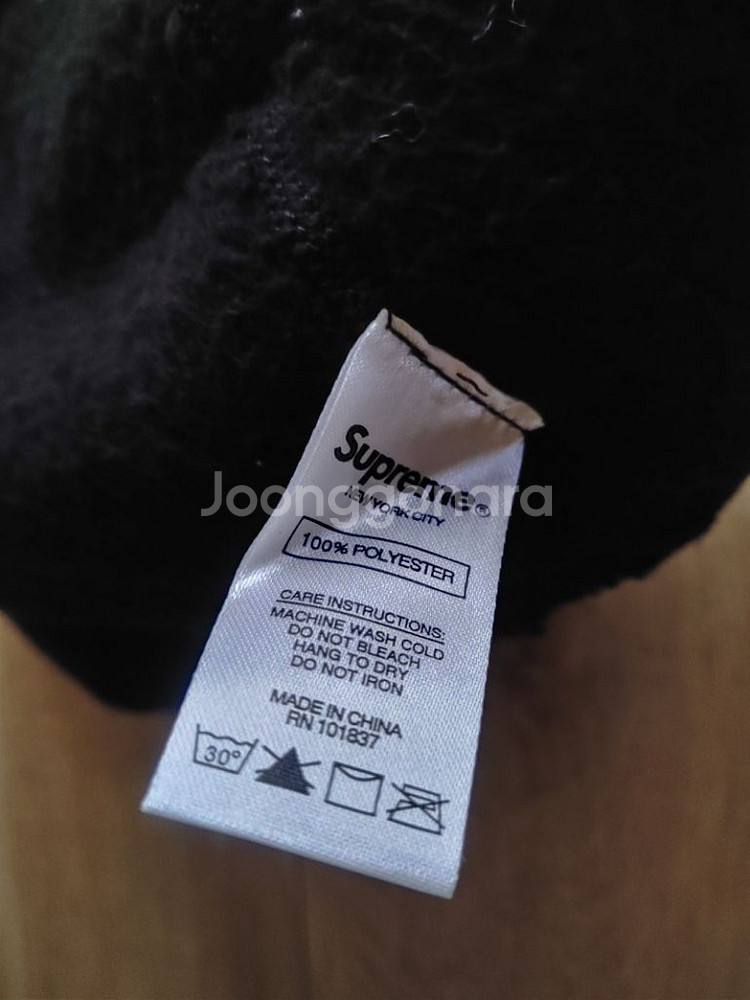 Supreme®
NEW YORK CITY
Joonggonara
100% POLYESTER
CARE INSTRUCTIONS:
MACHINE WASH COLD
DO NOT BLEACH
HANG TO DRY
DO NOT IRON
MADE IN CHINA
RN 101837
30°